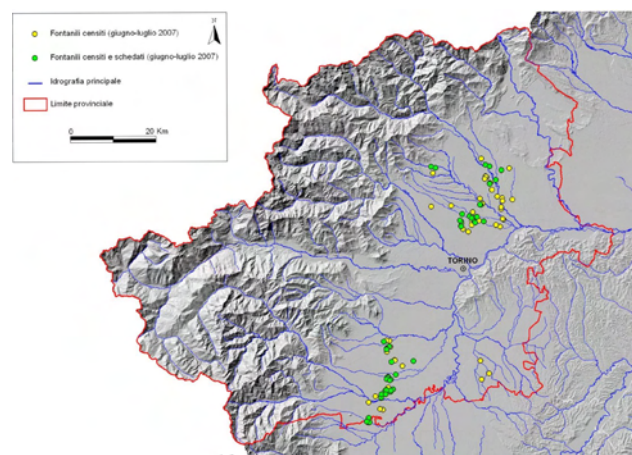 Fontanili censiti (giugno-luglio 2007)
Fontanili censiti e schedati (giugno-luglio 2007)
Idrografia principale
Limite provinciale
0 20 Km
TORINO